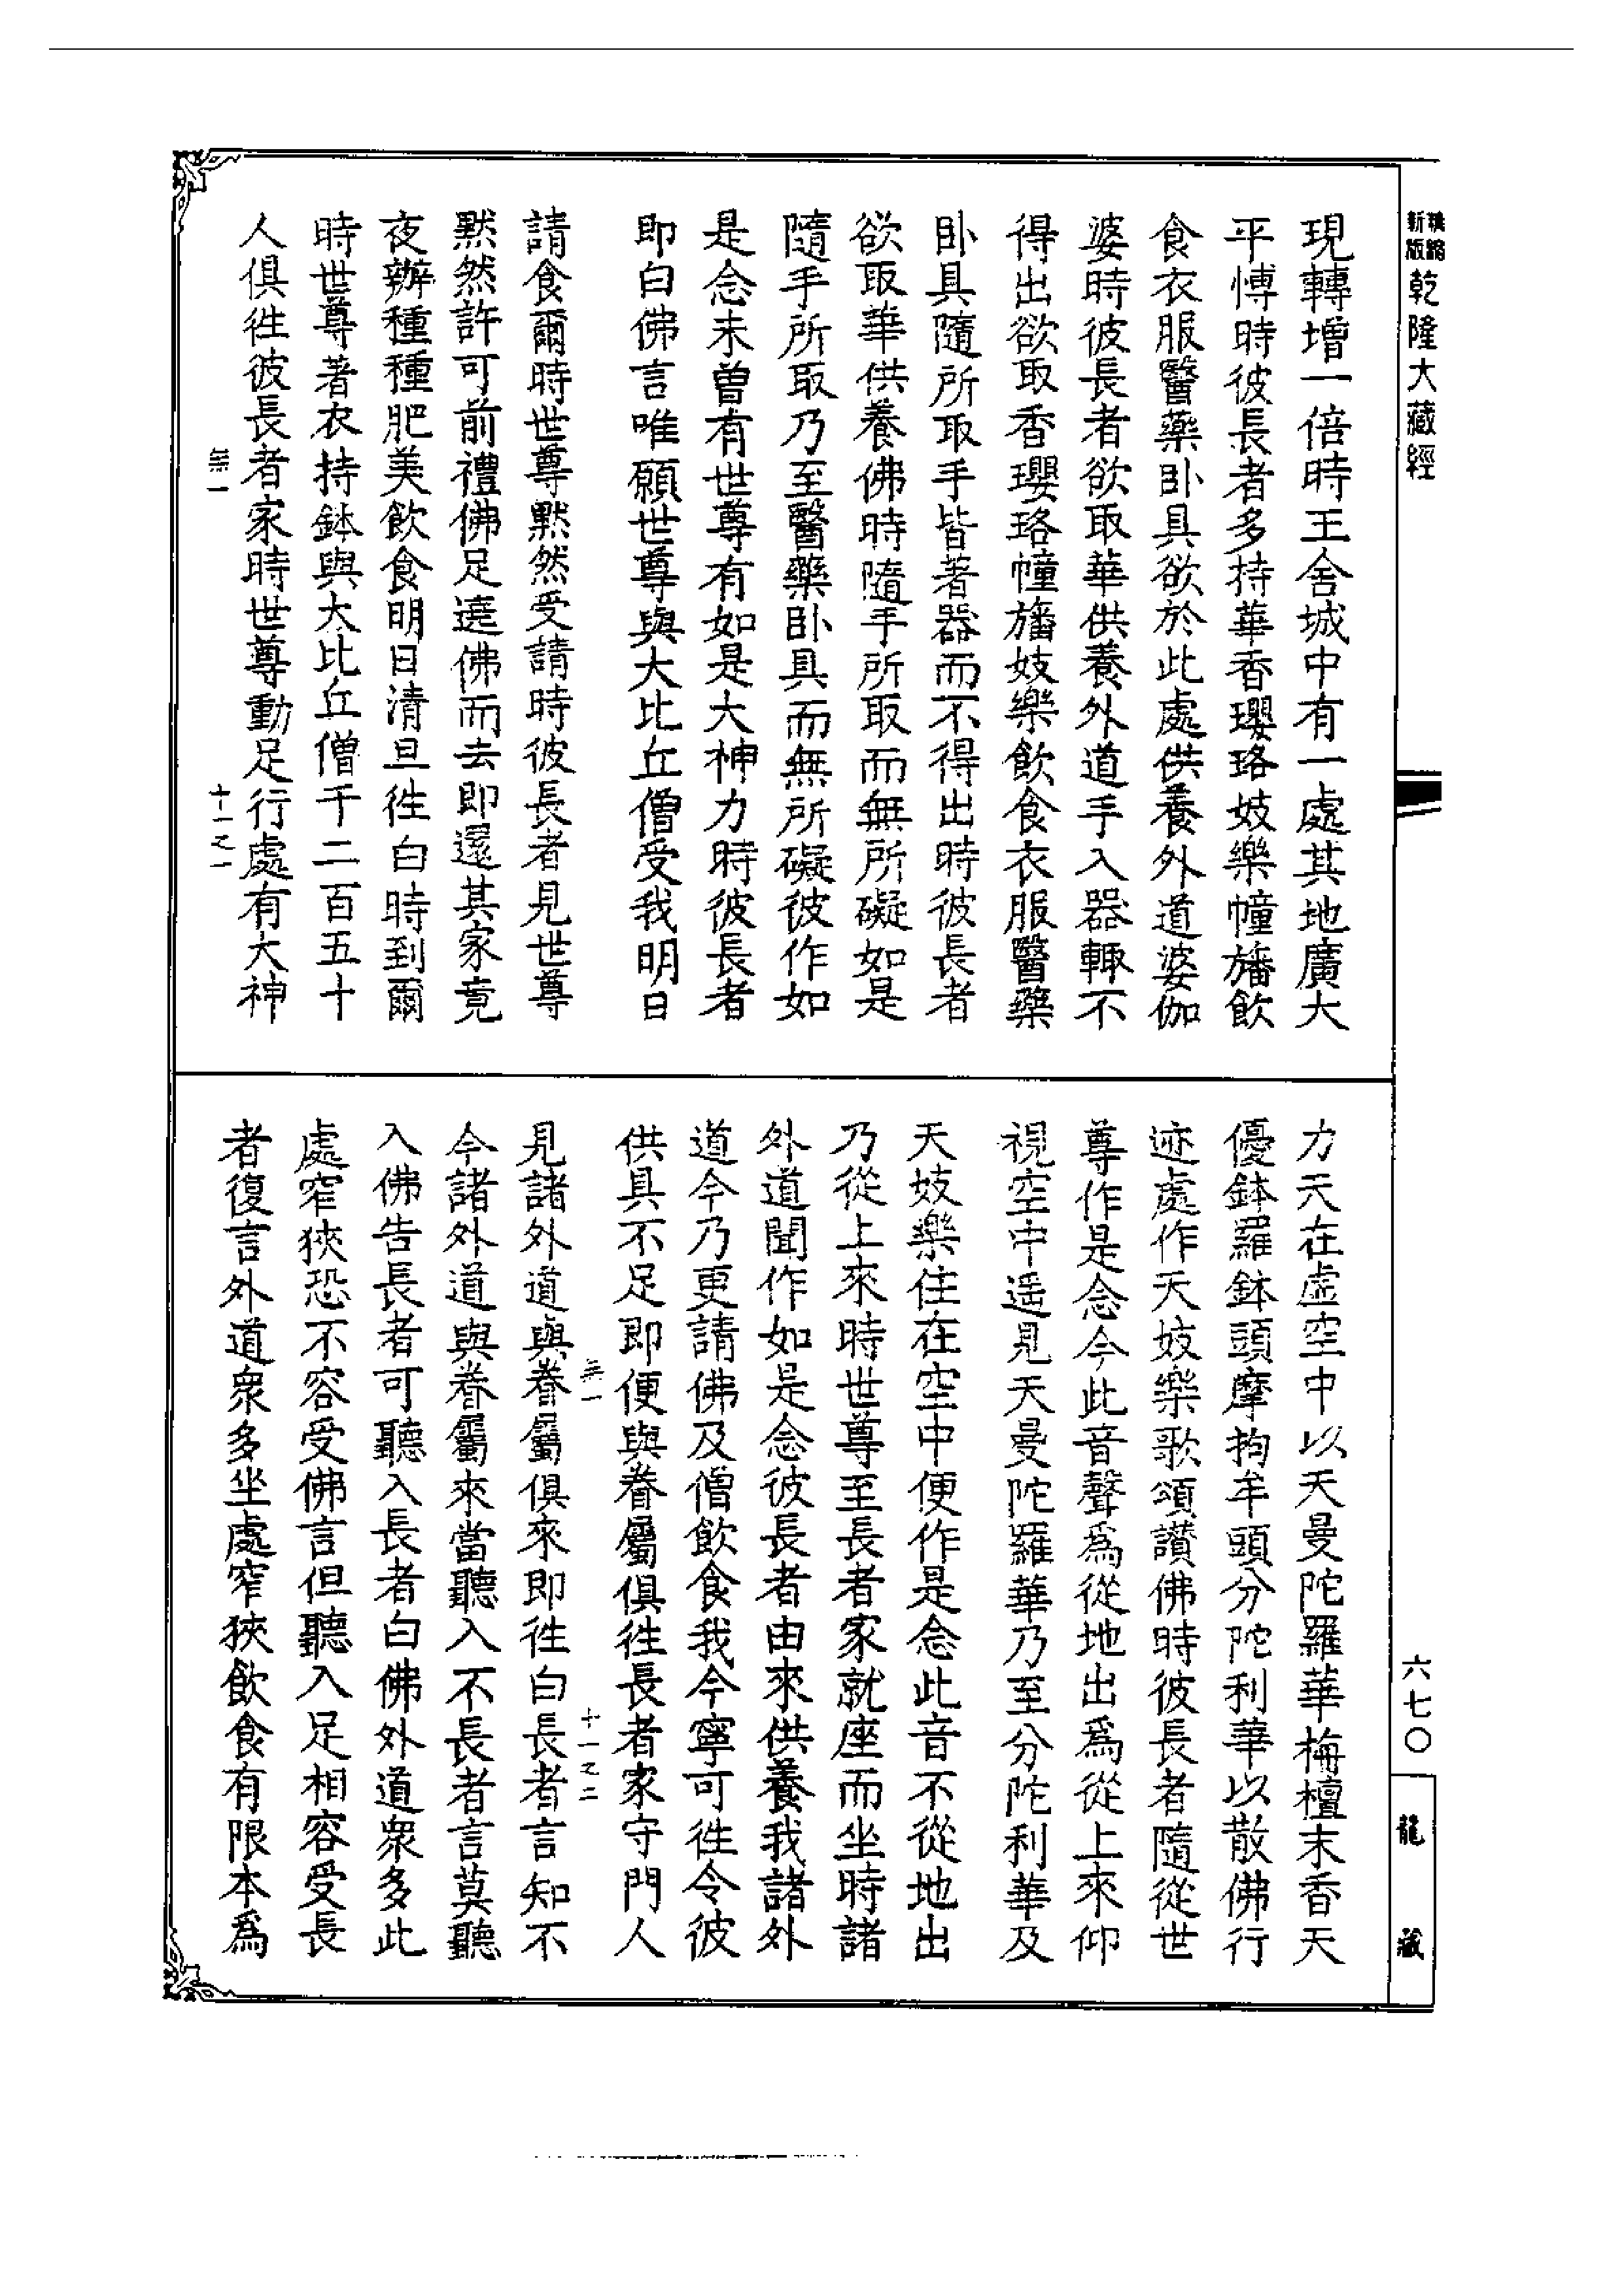 新版精縮乾隆大藏經
現轉增一倍時王舍城中有一處其地廣大
平愽時彼長者多持華香瓔珞妓樂幢旛飲
食衣服醫藥卧具欲於此處供養外道婆伽
婆時彼長者欲取華供養外道手入器輙不
得出欲取香瓔珞幢旛妓樂飲食衣服醫藥
卧具隨所取手皆著器而不得出時彼長者
欲取華供養佛時隨手所取而無所礙如是
隨手所取乃至醫藥卧具而無所礙彼作如
是念未曾有世尊有如是大神力時彼長者
即白佛言唯願世尊與大比丘僧受我明日
請食爾時世尊默然受請時彼長者見世尊
默然許可前禮佛足遶佛而去即還其家竟
夜辦種種肥美飲食明日清旦徃白時到爾
時世尊著衣持鉢與大比丘僧千二百五十
人俱徃彼長者家時世尊動足行處有大神
無一
十一之一
力天在虛空中以天曼陀羅華栴檀末香天
優鉢羅鉢頭摩拘牟頭分陀利華以散佛行
迹處作天妓樂歌頌讚佛時彼長者隨從世
尊作是念今此音聲爲從地出爲從上來仰
視空中遥見天曼陀羅華乃至分陀利華及
天妓樂住在空中便作是念此音不從地出
乃從上來時世尊至長者家就座而坐時諸
外道聞作如是念彼長者由來供養我諸外
道今乃更請佛及僧飲食我今寧可徃令彼
供具不足即便與眷屬俱徃長者家守門人
無一
十一之二
見諸外道與眷屬俱來即徃白長者言知不
今諸外道與眷屬來當聽入不長者言莫聽
入佛告長者可聽入長者白佛外道衆多此
處窄狹恐不容受佛言但聽入足相容受長
者復言外道衆多坐處窄狹飲食有限本爲
六七〇
龍藏